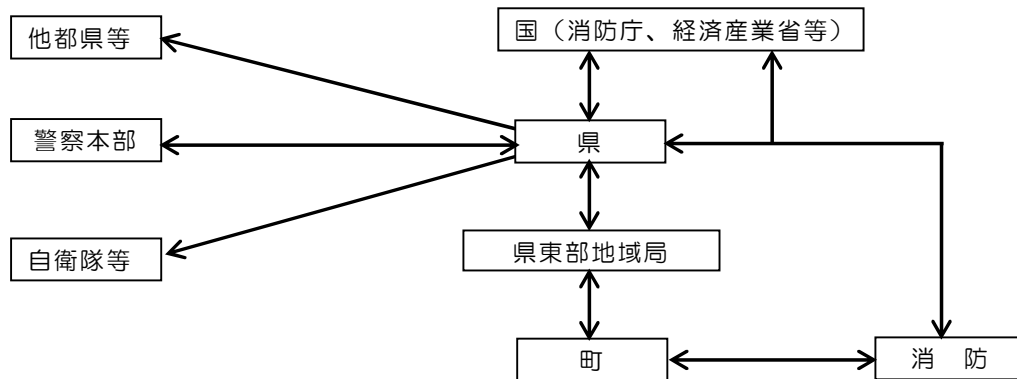 他都県等
国（消防庁、経済産業省等）
警察本部
県
自衛隊等
県東部地域局
町
消　防